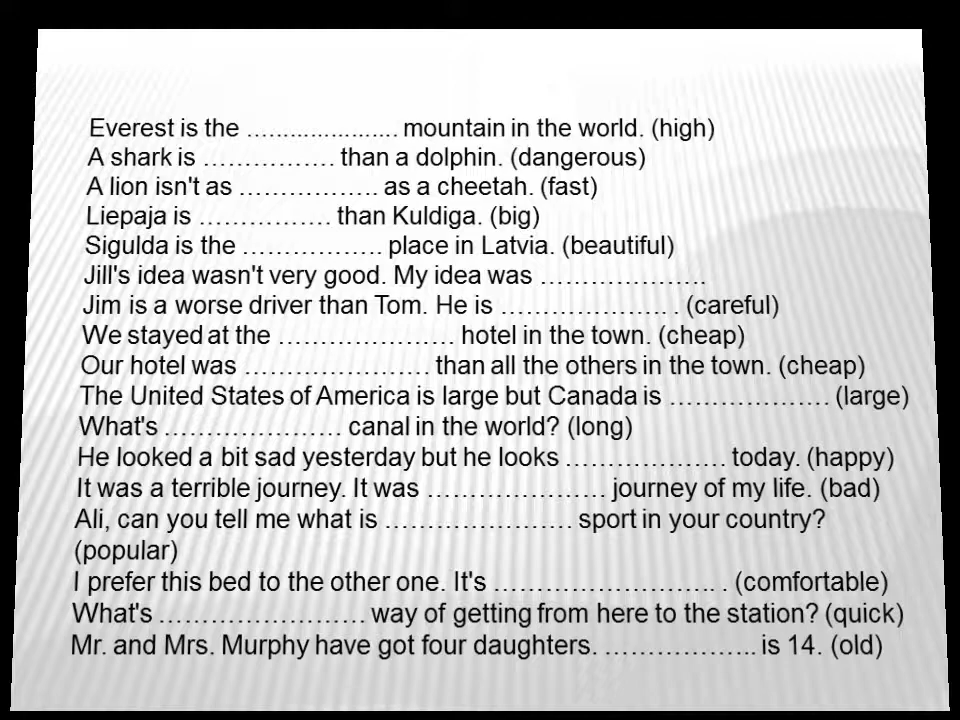 Everest is the ..................... mountain in the world. (high)
A shark is ……………. than a dolphin. (dangerous)
A lion isn't as …………….. as a cheetah. (fast)
Liepaja is ……………. than Kuldiga. (big)
Sigulda is the …………….. place in Latvia. (beautiful)
Jill's idea wasn't very good. My idea was ………………..
Jim is a worse driver than Tom. He is ……………….. . (careful)
We stayed at the ………………… hotel in the town. (cheap)
Our hotel was …………………. than all the others in the town. (cheap)
The United States of America is large but Canada is ………………. (large)
What's ………………… canal in the world? (long)
He looked a bit sad yesterday but he looks ………………. today. (happy)
It was a terrible journey. It was ………………… journey of my life. (bad)
Ali, can you tell me what is …………………. sport in your country?
(popular)
I prefer this bed to the other one. It's …………………….. . (comfortable)
What's …………………… way of getting from here to the station? (quick)
Mr. and Mrs. Murphy have got four daughters. …………….. is 14. (old)